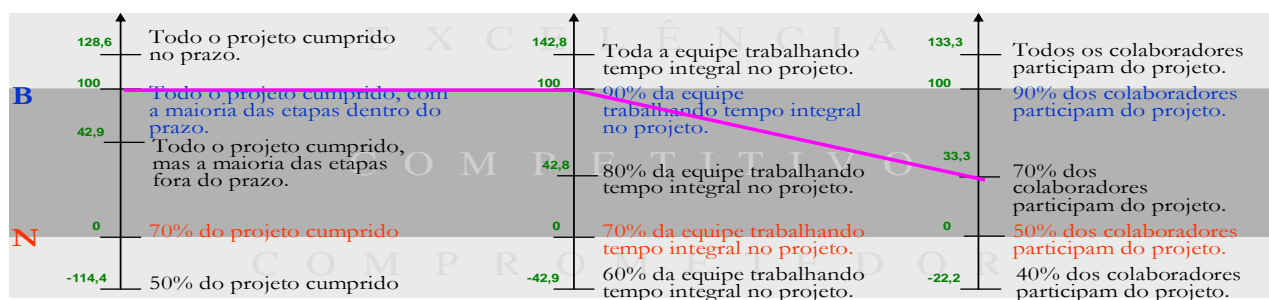 EXCELÊNCIA
128,6
Todo o projeto cumprido
no prazo.
B
100
Todo o projeto cumprido, com
a maioria das etapas dentro do
prazo.
42,9
Todo o projeto cumprido,
mas a maioria das etapas
fora do prazo.
COMPETITIVO
N
0
70% do projeto cumprido
-114,4
50% do projeto cumprido
COMPROMETEDOR
142,8
Toda a equipe trabalhando
tempo integral no projeto.
100
90% da equipe
trabalhando tempo integral
no projeto.
42,8
80% da equipe trabalhando
tempo integral no projeto.
0
70% da equipe trabalhando
tempo integral no projeto.
-42,9
60% da equipe trabalhando
tempo integral no projeto.
133,3
Todos os colaboradores
participam do projeto.
100
90% dos colaboradores
participam do projeto.
33,3
70% dos
colaboradores
participam do projeto.
0
50% dos colaboradores
participam do projeto.
-22,2
40% dos colaboradores
participam do projeto.